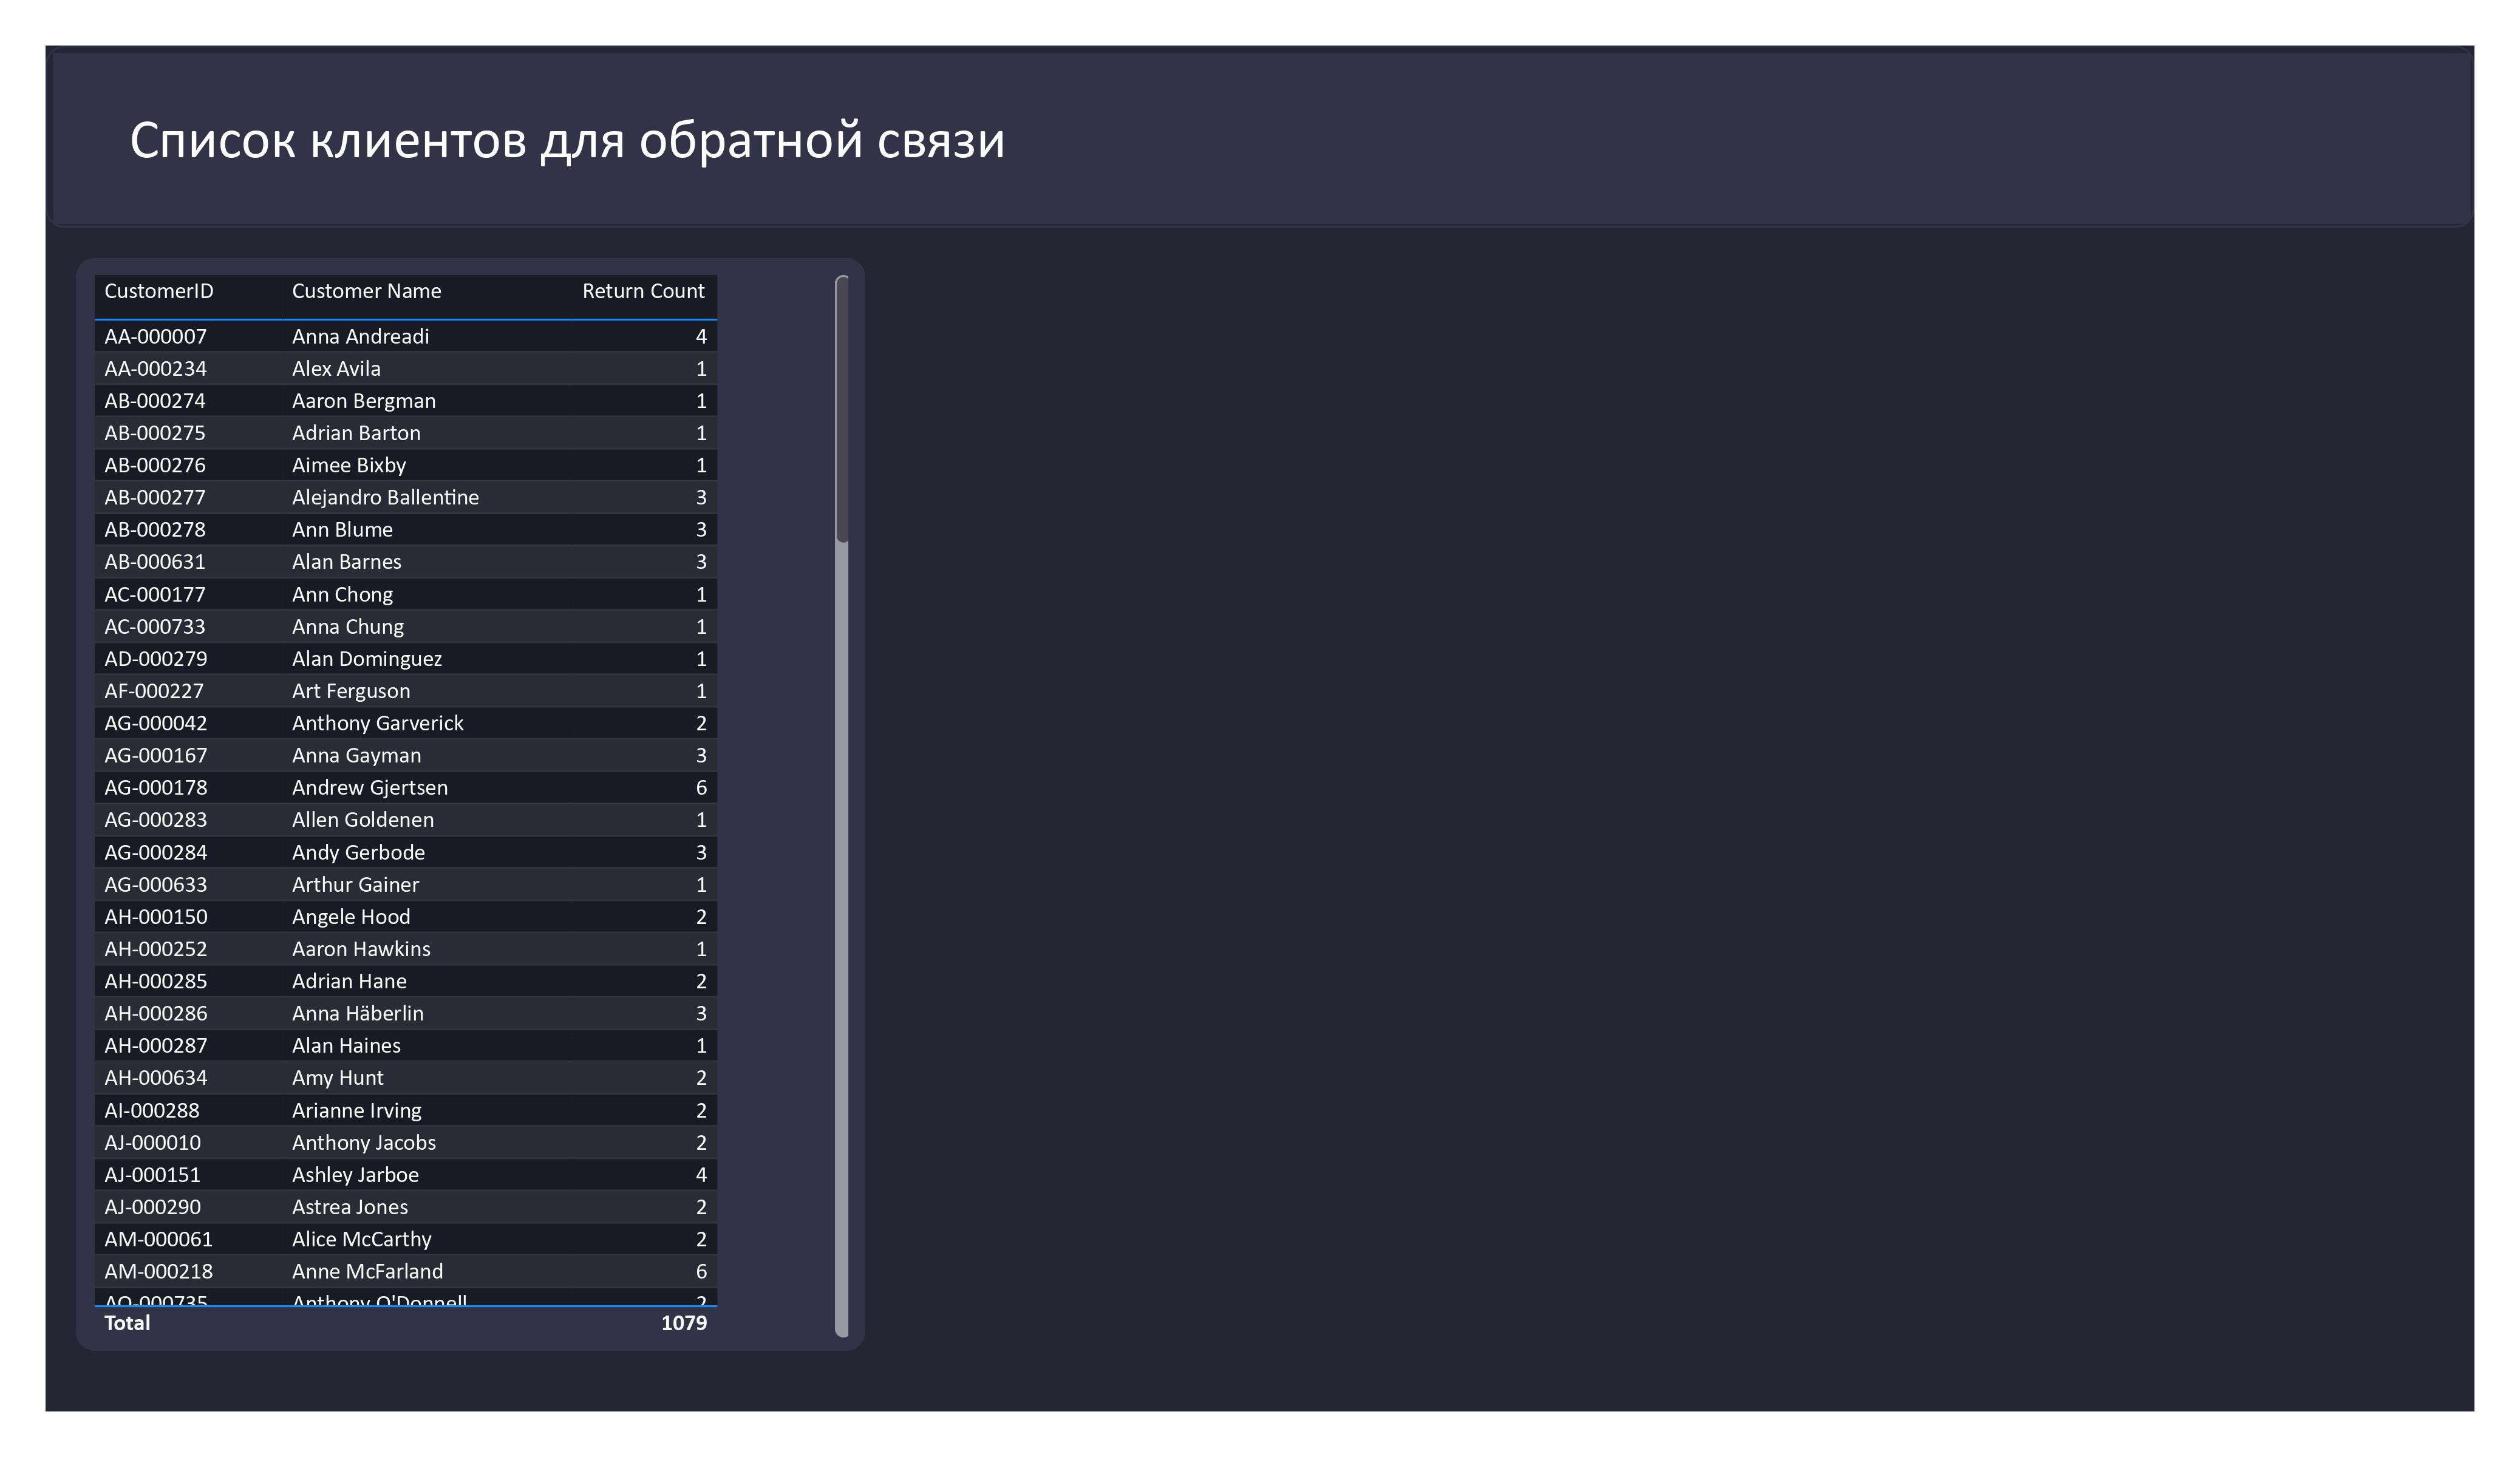 Список клиентов для обратной связи
CustomerID Customer Name Return Count
AA-000007 Anna Andreadi 4
AA-000234 Alex Avila 1
AB-000274 Aaron Bergman 1
AB-000275 Adrian Barton 1
AB-000276 Aimee Bixby 1
AB-000277 Alejandro Ballentine 3
AB-000278 Ann Blume 3
AB-000631 Alan Barnes 3
AC-000177 Ann Chong 1
AC-000733 Anna Chung 1
AD-000279 Alan Dominguez 1
AF-000227 Art Ferguson 1
AG-000042 Anthony Garverick 2
AG-000167 Anna Gayman 3
AG-000178 Andrew Gjertsen 6
AG-000283 Allen Goldenen 1
AG-000284 Andy Gerbode 3
AG-000633 Arthur Gainer 1
AH-000150 Angele Hood 2
AH-000252 Aaron Hawkins 1
AH-000285 Adrian Hane 2
AH-000286 Anna Häberlin 3
AH-000287 Alan Haines 1
AH-000634 Amy Hunt 2
AI-000288 Arianne Irving 2
AJ-000010 Anthony Jacobs 2
AJ-000151 Ashley Jarboe 4
AJ-000290 Astrea Jones 2
AM-000061 Alice McCarthy 2
AM-000218 Anne McFarland 6
AO-000735 Anthony O'Donnell 2
Total 1079